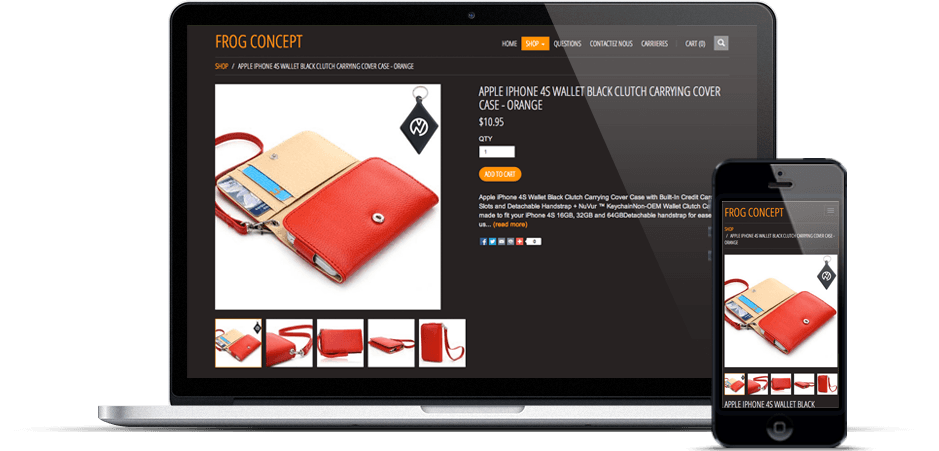 FROG CONCEPT
HOME SHOP QUESTIONS CONTACTEZ NOUS CARRIERES CART (0)
SHOP / APPLE IPHONE 4S WALLET BLACK CLUTCH CARRYING COVER CASE - ORANGE
APPLE IPHONE 4S WALLET BLACK CLUTCH CARRYING COVER
CASE - ORANGE
$10.95
QTY
1
ADD TO CART
Apple iPhone 4S Wallet Black Clutch Carrying Cover Case with Built-In Credit Car
Slots and Detachable Handstrap + NuVur ™ KeychainNon-OEM Wallet Clutch Ca
made to fit your iPhone 4S 16GB, 32GB and 64GBDetachable handstrap for ease
us... (read more)
0
FROG CONCEPT
SHOP
/ APPLE IPHONE 4S WALLET BLACK CLUTCH CARRYING COVER CASE -
ORANGE
APPLE IPHONE 4S WALLET BLACK